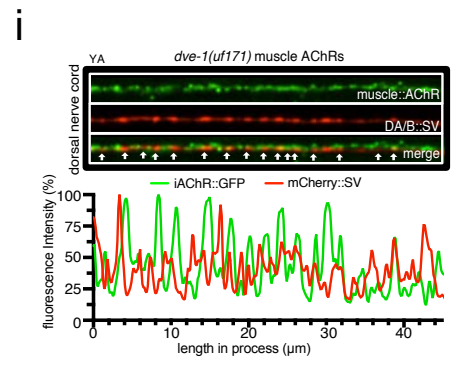 i
YA dve-1(uf171) muscle AChRs
dorsal nerve cord
muscle::AChR
DA/B::SV
merge
iAChR::GFP mCherry::SV
fluorescence Intensity (%)
100
75
50
25
0
0 10 20 30 40
length in process (µm)